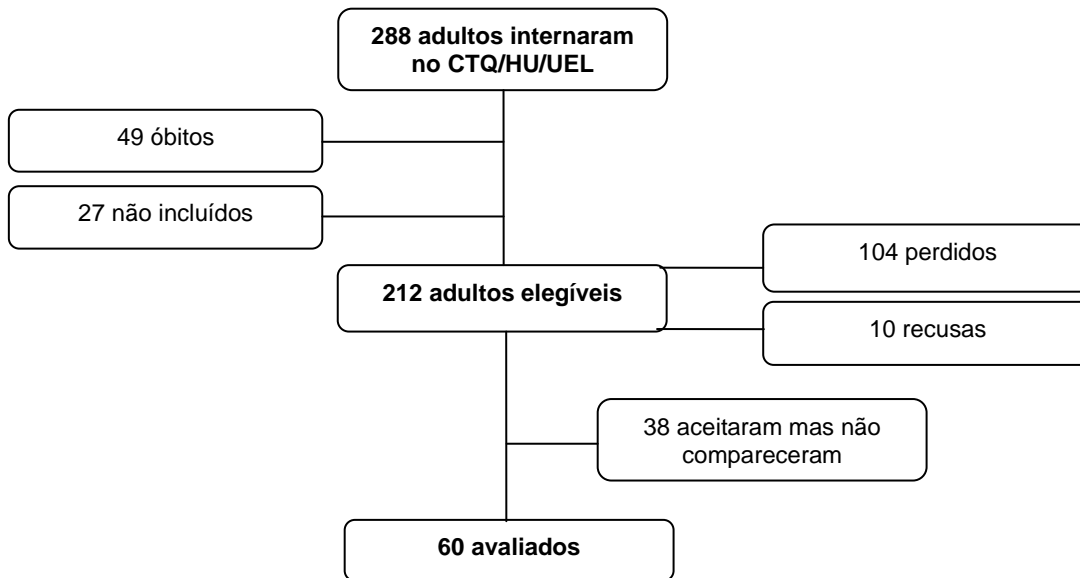 288 adultos internaram
no CTQ/HU/UEL
49 óbitos
27 não incluídos
104 perdidos
212 adultos elegíveis
10 recusas
38 aceitaram mas não
compareceram
60 avaliados